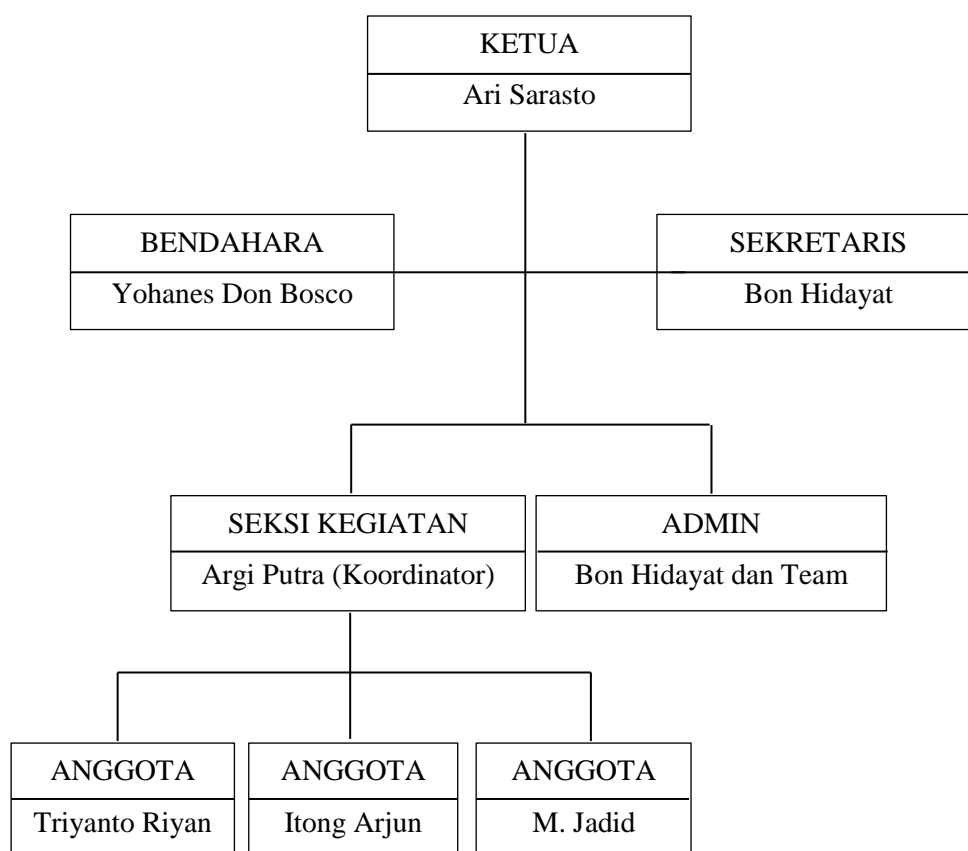 KETUA
Ari Sarasto
BENDAHARA
Yohanes Don Bosco
SEKRETARIS
Bon Hidayat
SEKSI KEGIATAN
Argi Putra (Koordinator)
ADMIN
Bon Hidayat dan Team
ANGGOTA
Triyanto Riyan
ANGGOTA
Itong Arjun
ANGGOTA
M. Jadid